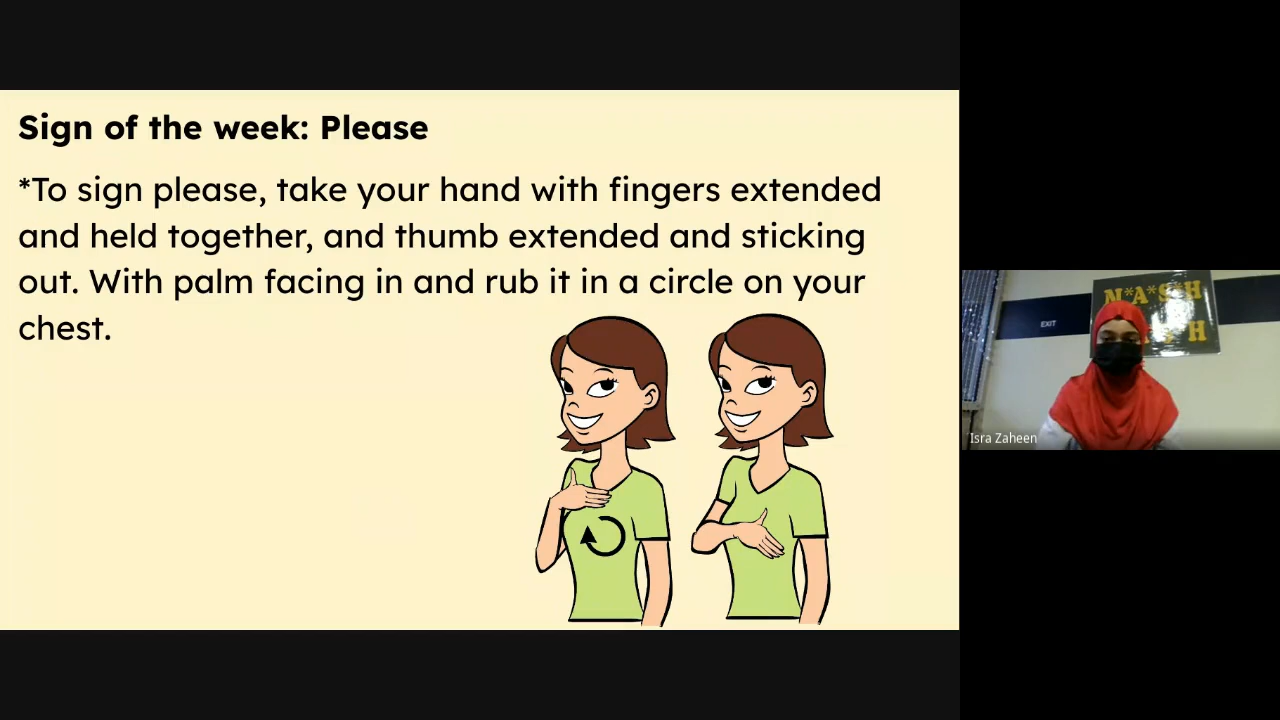 Sign of the week: Please
*To sign please, take your hand with fingers extended
and held together, and thumb extended and sticking
out. With palm facing in and rub it in a circle on your
chest.
N*A*S*H
EXIT
H
Isra Zaheen